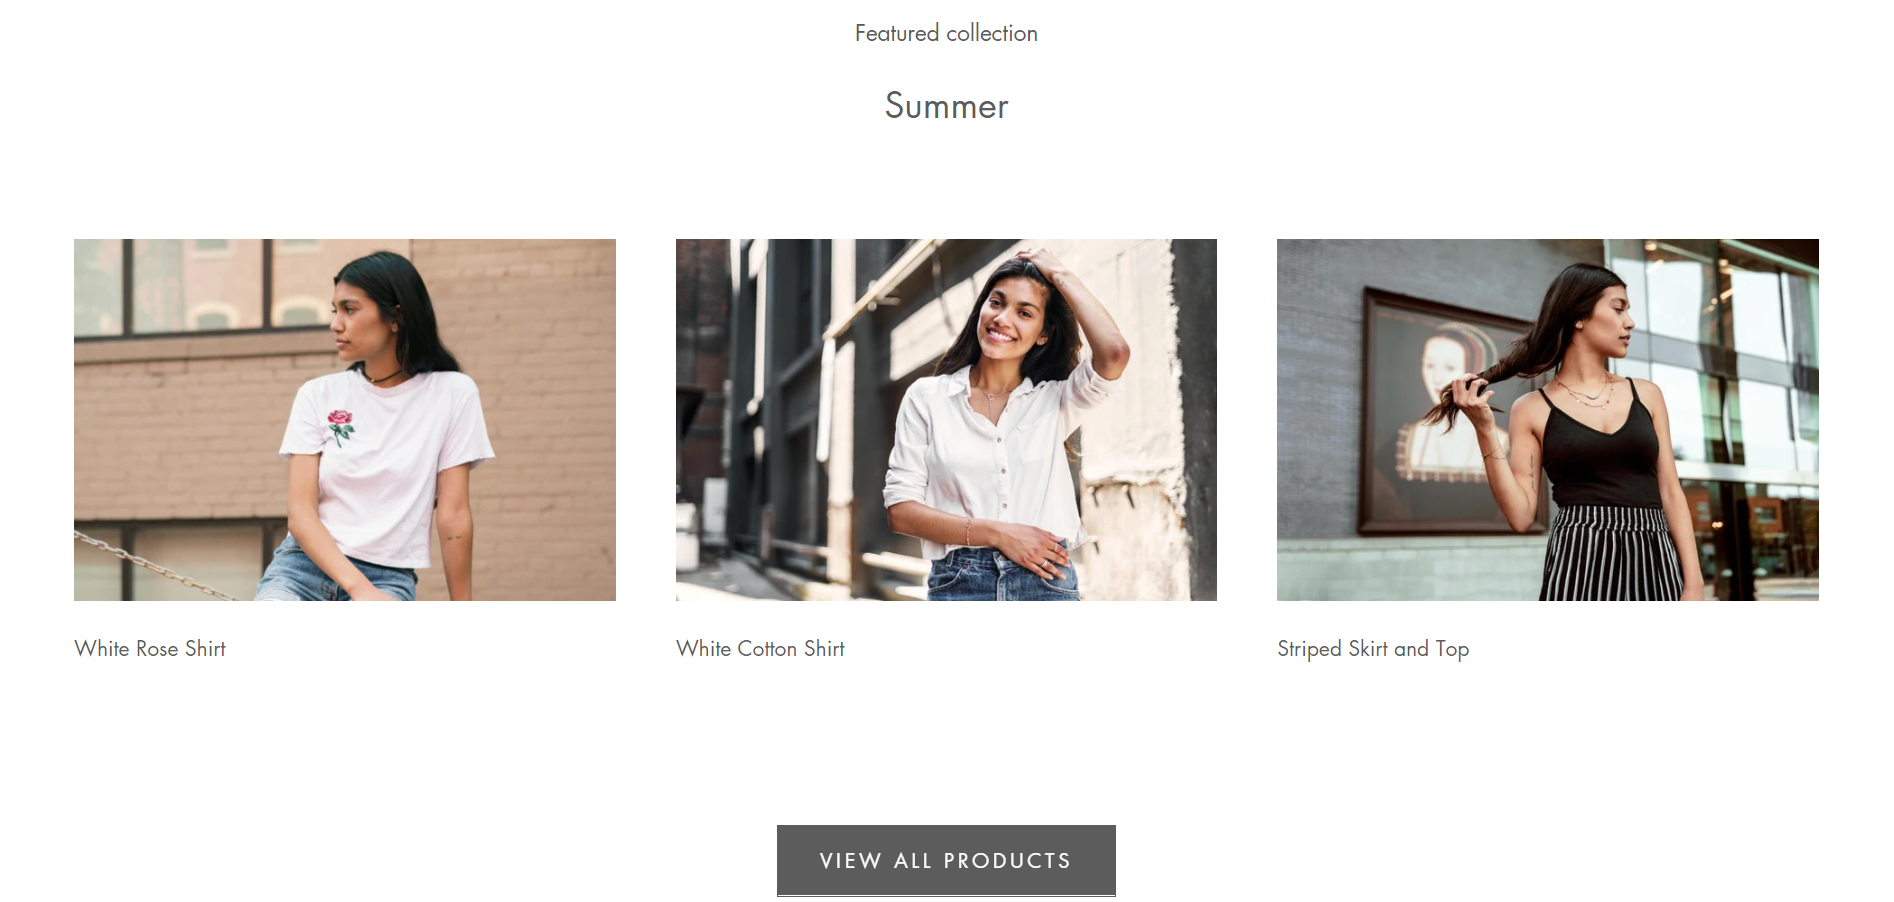 Featured collection
Summer
White Rose Shirt
White Cotton Shirt
Striped Skirt and Top
VIEW ALL PRODUCTS